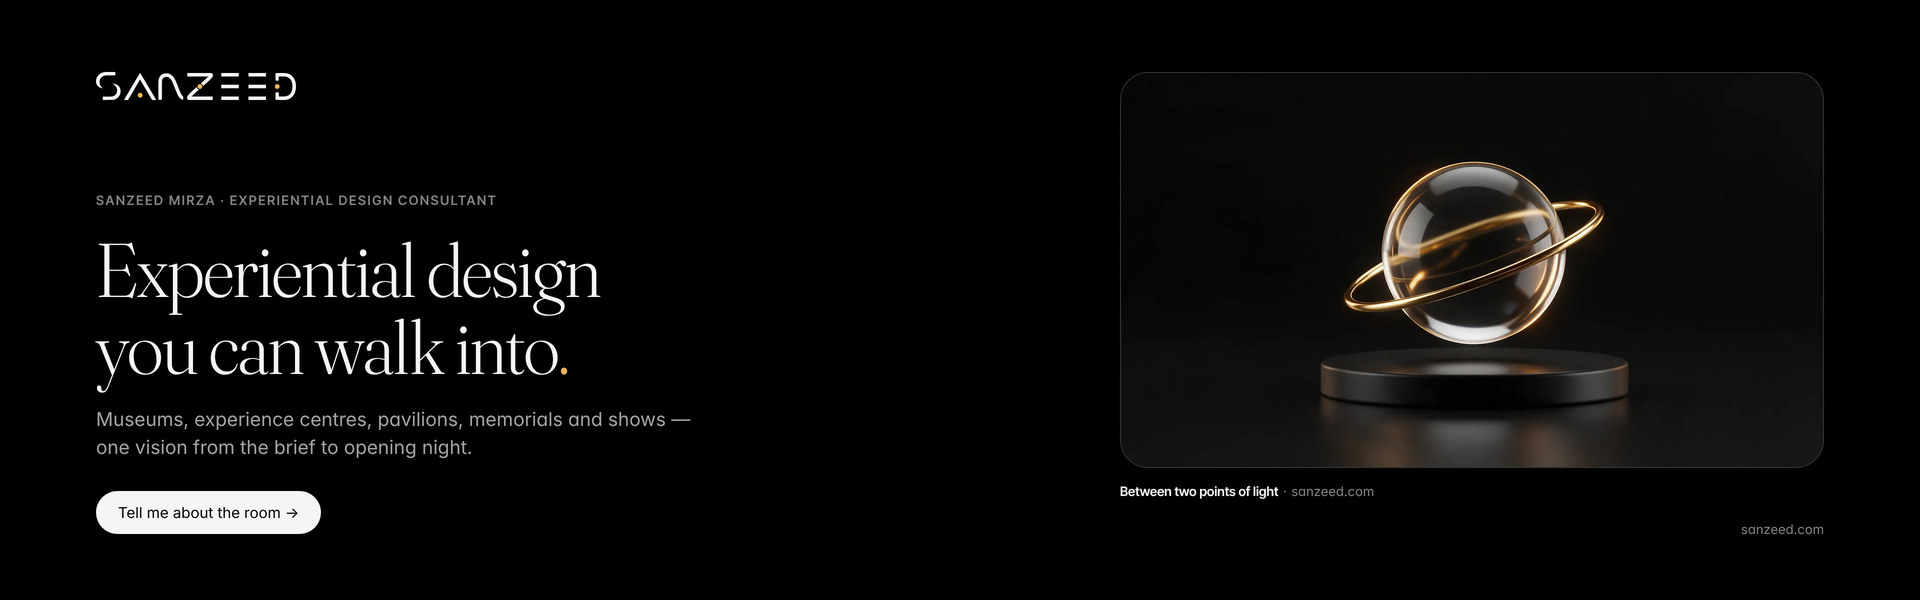 SANZEED
SANZEED MIRZA · EXPERIENTIAL DESIGN CONSULTANT
Experiential design
you can walk into.
Museums, experience centres, pavilions, memorials and shows —
one vision from the brief to opening night.
Tell me about the room →
Between two points of light · sanzeed.com
sanzeed.com